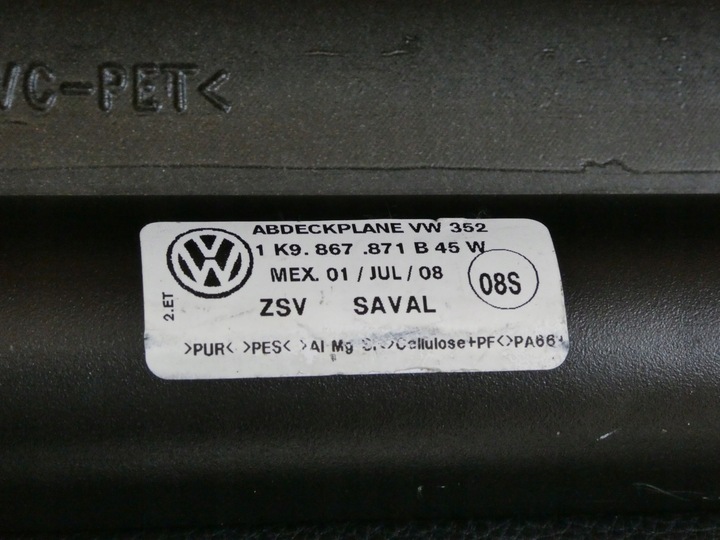 VC-PET<
ABDECKPLANE VW 352
1 K9. 867 .871 B 45 W
MEX. 01 / JUL / 08
08S
ZSV SAVAL
2.ET
>PUR< >PES< >Al Mg >Cellulose+PF<>PA66